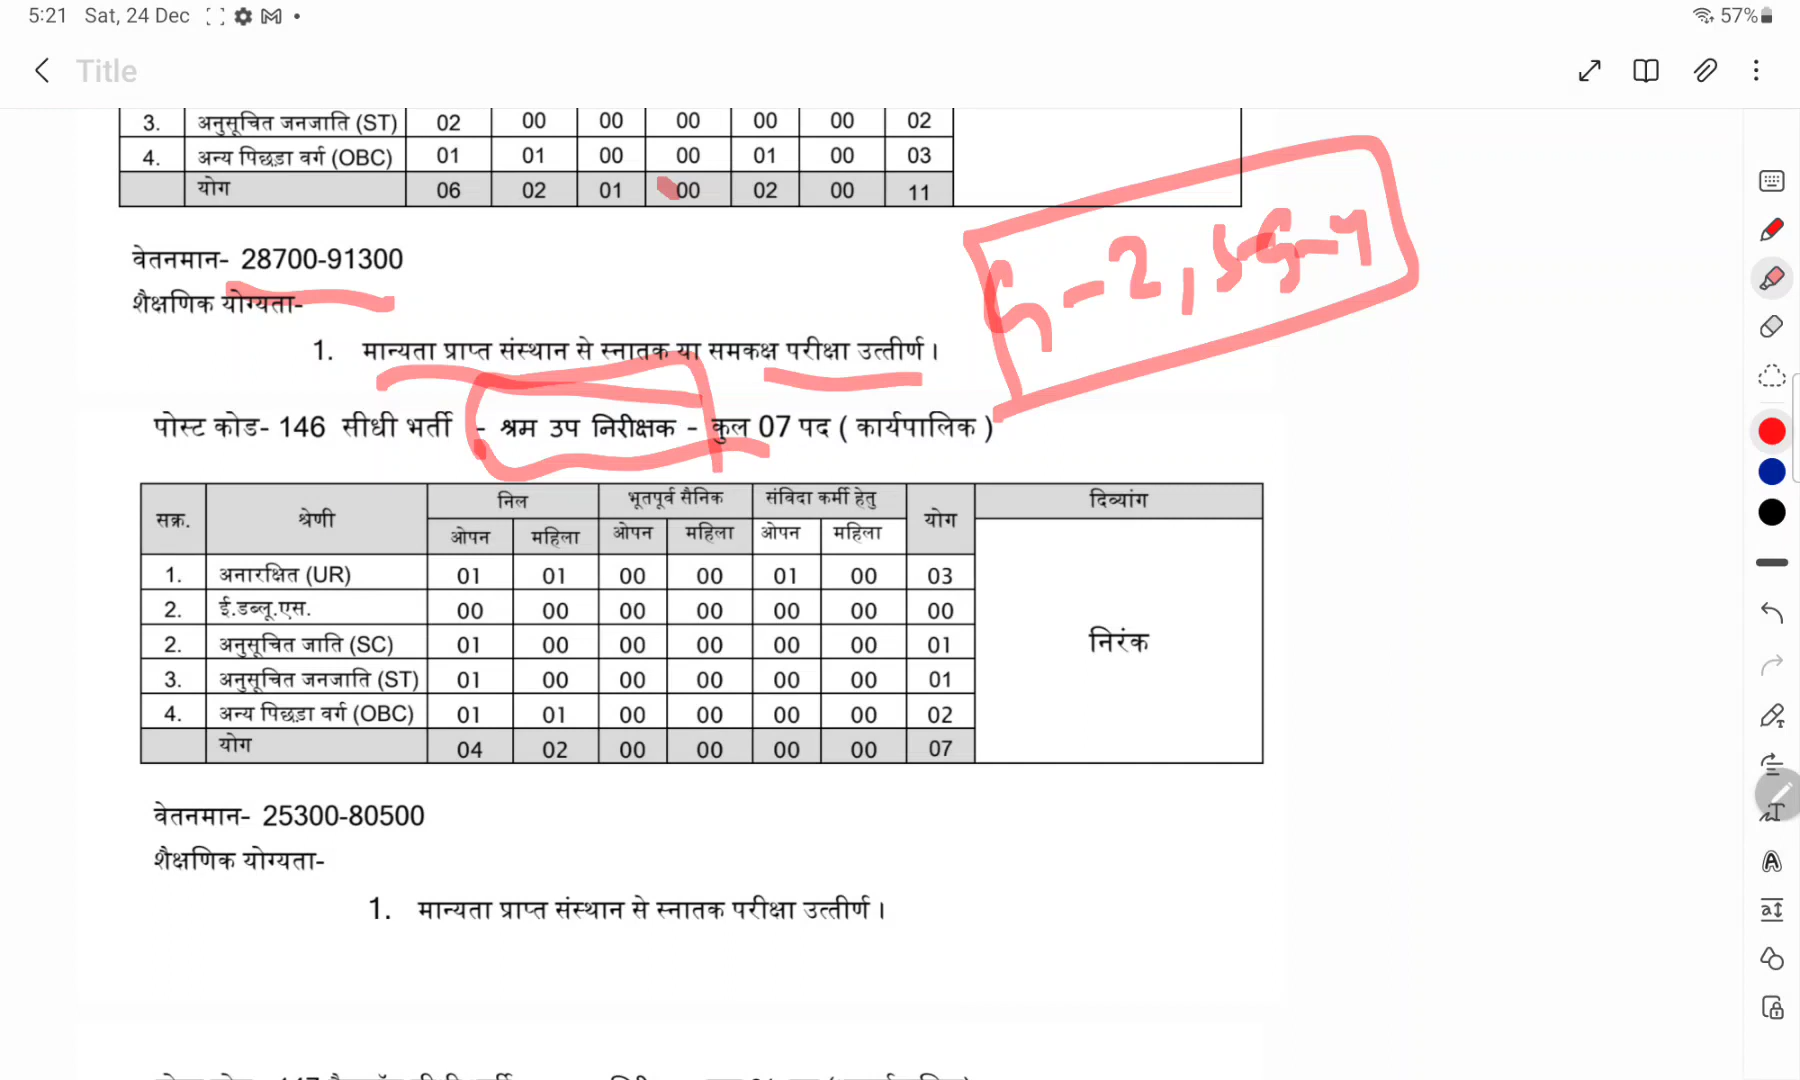 5:21 Sat, 24 Dec
57%
Title
3. अनुसूचित जनजाति (ST) 02 00 00 00 00 00 02
4. अन्य पिछड़ा वर्ग (OBC) 01 01 00 00 01 00 03
योग 06 02 01 00 02 00 11
वेतनमान- 28700-91300
शैक्षणिक योग्यता-
1. मान्यता प्राप्त संस्थान से स्नातक या समकक्ष परीक्षा उत्तीर्ण।
पोस्ट कोड- 146 सीधी भर्ती - श्रम उप निरीक्षक - कुल 07 पद ( कार्यपालिक )
सक्र. श्रेणी निल भूतपूर्व सैनिक संविदा कर्मी हेतु योग दिव्यांग
ओपन महिला ओपन महिला ओपन महिला
1. अनारक्षित (UR) 01 01 00 00 01 00 03
2. ई.डब्लू.एस. 00 00 00 00 00 00 00
2. अनुसूचित जाति (SC) 01 00 00 00 00 00 01
निरंक
3. अनुसूचित जनजाति (ST) 01 00 00 00 00 00 01
4. अन्य पिछड़ा वर्ग (OBC) 01 01 00 00 00 00 02
योग 04 02 00 00 00 00 07
वेतनमान- 25300-80500
शैक्षणिक योग्यता-
1. मान्यता प्राप्त संस्थान से स्नातक परीक्षा उत्तीर्ण।